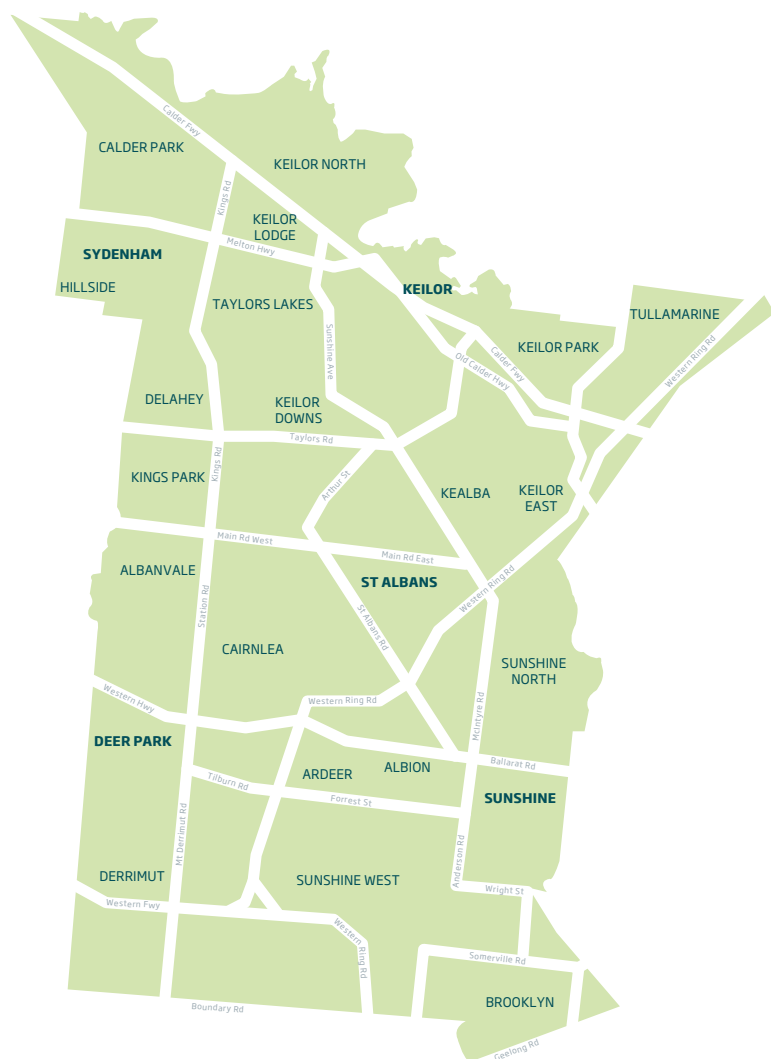 Calder Fwy
CALDER PARK
KEILOR NORTH
Kings Rd
KEILOR
LODGE
Melton Hwy
SYDENHAM
HILLSIDE
KEILOR
TAYLORS LAKES
TULLAMARINE
Sunshine Ave
Old Calder Hwy
Calder Fwy
KEILOR PARK
Western Ring Rd
DELAHEY
KEILOR
DOWNS
Taylors Rd
Kings Rd
KINGS PARK
Arthur St
KEALBA
KEILOR
EAST
Main Rd West
Main Rd East
ALBANVALE
ST ALBANS
Western Ring Rd
Station Rd
St Albans Rd
CAIRNLEA
SUNSHINE
NORTH
Western Hwy
Western Ring Rd
McIntyre Rd
DEER PARK
Ballarat Rd
Tilburn Rd
ARDEER
ALBION
Forrest St
SUNSHINE
Mt Derrimut Rd
Anderson Rd
DERRIMUT
SUNSHINE WEST
Wright St
Western Fwy
Western Ring Rd
Somerville Rd
Boundary Rd
BROOKLYN
Geelong Rd